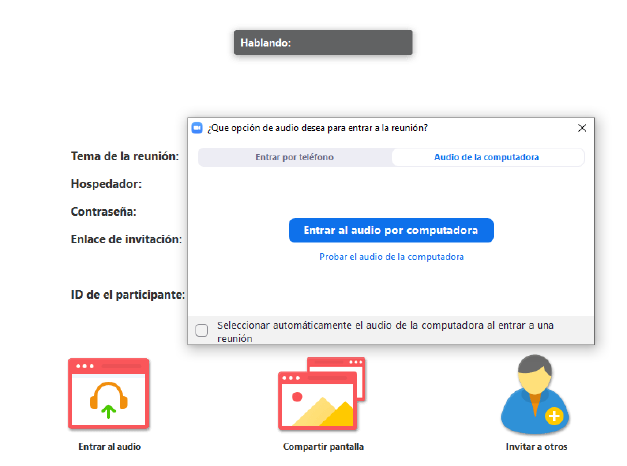 Hablando:
¿Que opción de audio desea para entrar a la reunión?
Tema de la reunión:
Entrar por teléfono
Audio de la computadora
Hospedador:
Contraseña:
Entrar al audio por computadora
Enlace de invitación:
Probar el audio de la computadora
ID de el participante:
Seleccionar automáticamente el audio de la computadora al entrar a una
reunión
Entrar al audio
Compartir pantalla
Invitar a otros